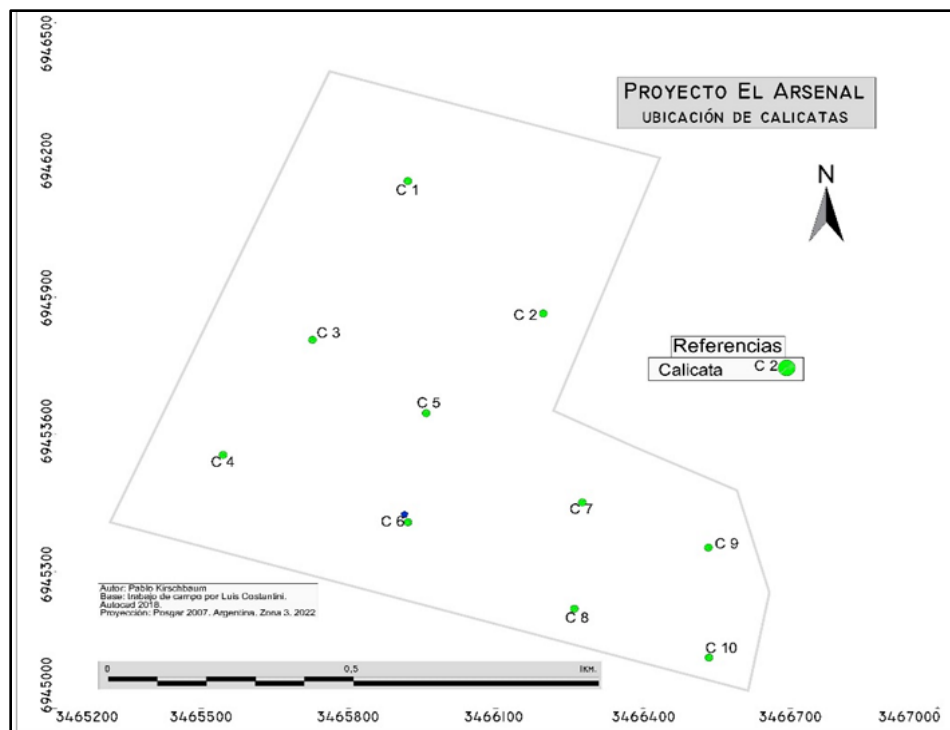 PROYECTO EL ARSENAL
UBICACIÓN DE CALICATAS
N
C 1
C 2
C 3
Referencias
Calicata C 2
C 5
C 4
C 7
C 6
C 9
C 8
C 10
Autor: Pablo Kirschbaum
Base: trabajo de campo por Luis Costantini.
Autocad 2018.
Proyección: Posgar 2007. Argentina. Zona 3. 2022
0 0,5 1KM.
6946500
6946200
6945900
6945900
6945300
6945000
3465200 3465500 3465800 3466100 3466400 3466700 3467000